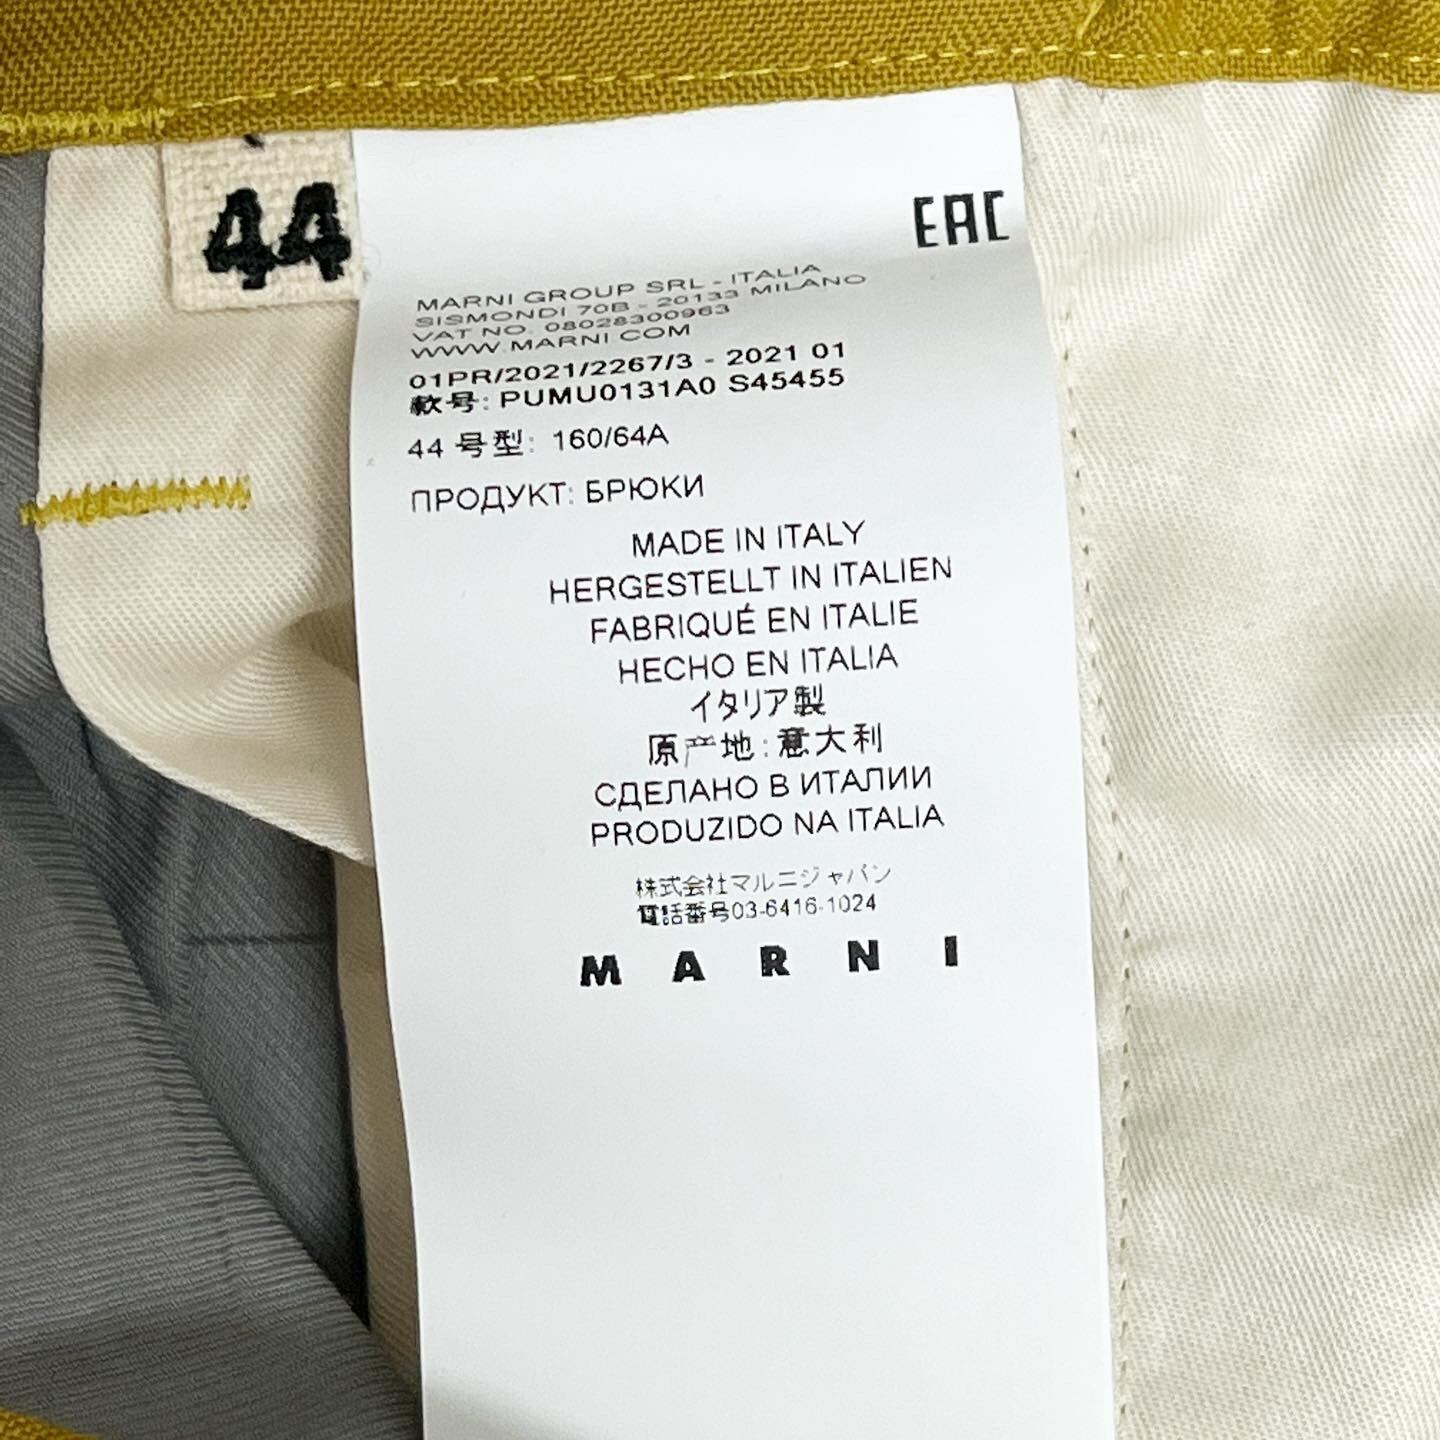 44
EAC
MARNI GROUP SRL - ITALIA
SISMONDI 70B - 20133 MILANO
VAT NO. 08028300963
WWW.MARNI.COM
01PR/2021/2267/3 - 2021 01
款号: PUMU0131A0 S45455
44 号型: 160/64A
ПРОДУКТ: БРЮКИ
MADE IN ITALY
HERGESTELLT IN ITALIEN
FABRIQUÉ EN ITALIE
HECHO EN ITALIA
イタリア製
原产地: 意大利
СДЕЛАНО В ИТАЛИИ
PRODUZIDO NA ITALIA
株式会社マルニジャパン
電話番号03-6416-1024
MARNI